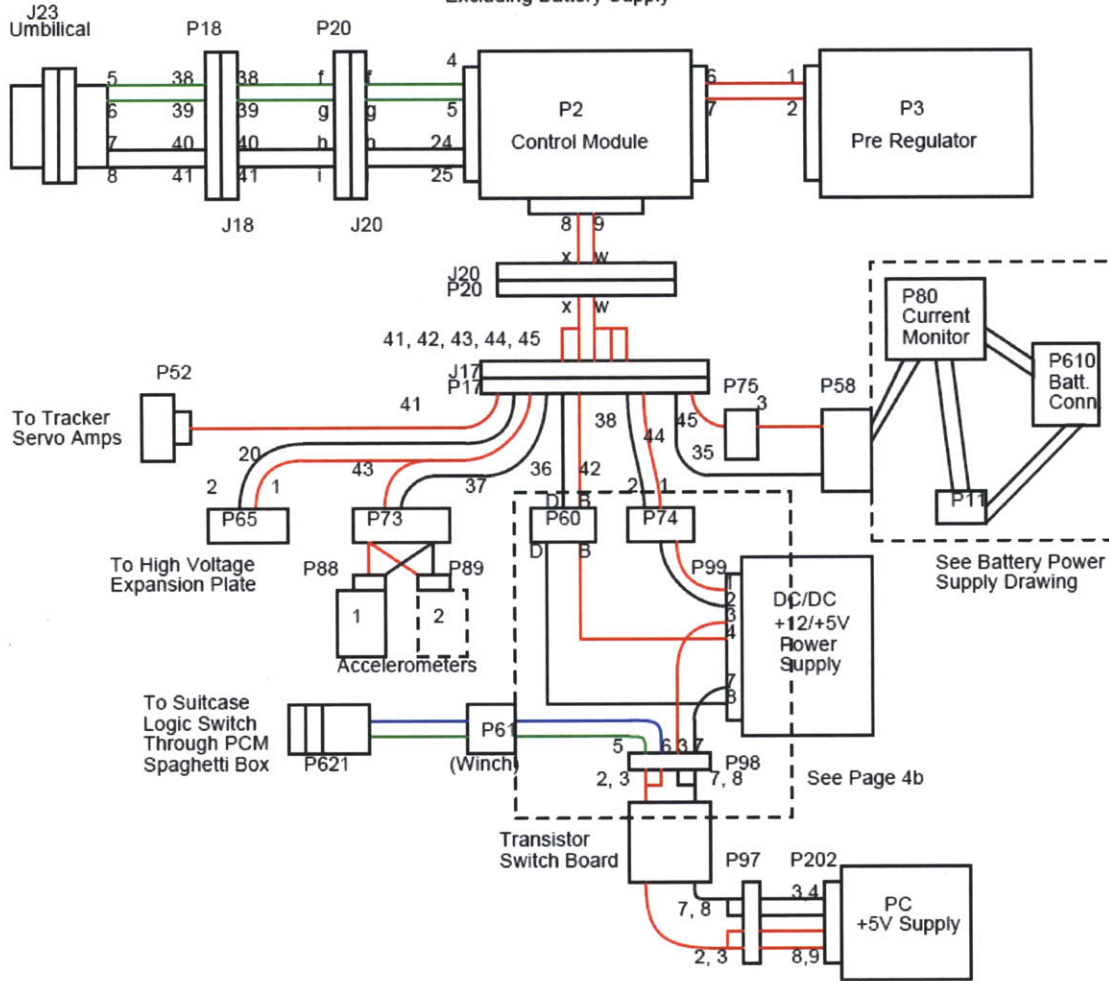 Excluding Battery Supply
J23
Umbilical
P18
P20
5
38
38
f
f
4
6
39
39
g
g
5
7
40
40
h
h
24
8
41
41
i
25
J18
J20
P2
Control Module
6
7
1
2
P3
Pre Regulator
8
9
x
w
J20
P20
x
w
41, 42, 43, 44, 45
J17
P17
P52
To Tracker
Servo Amps
41
20
43
37
36
42
38
44
45
35
P75
3
P58
P80
Current
Monitor
P610
Batt.
Conn.
P11
See Battery Power
Supply Drawing
2
1
P65
To High Voltage
Expansion Plate
P73
P88
P89
1
2
Accelerometers
D
B
P60
D
B
2
1
P74
P99
1
2
3
4
7
8
DC/DC
+12/+5V
Power
Supply
To Suitcase
Logic Switch
Through PCM
Spaghetti Box
P621
P61
(Winch)
5
6
3
7
P98
2, 3
7, 8
See Page 4b
Transistor
Switch Board
P97
P202
7, 8
3,4
2, 3
8,9
PC
+5V Supply